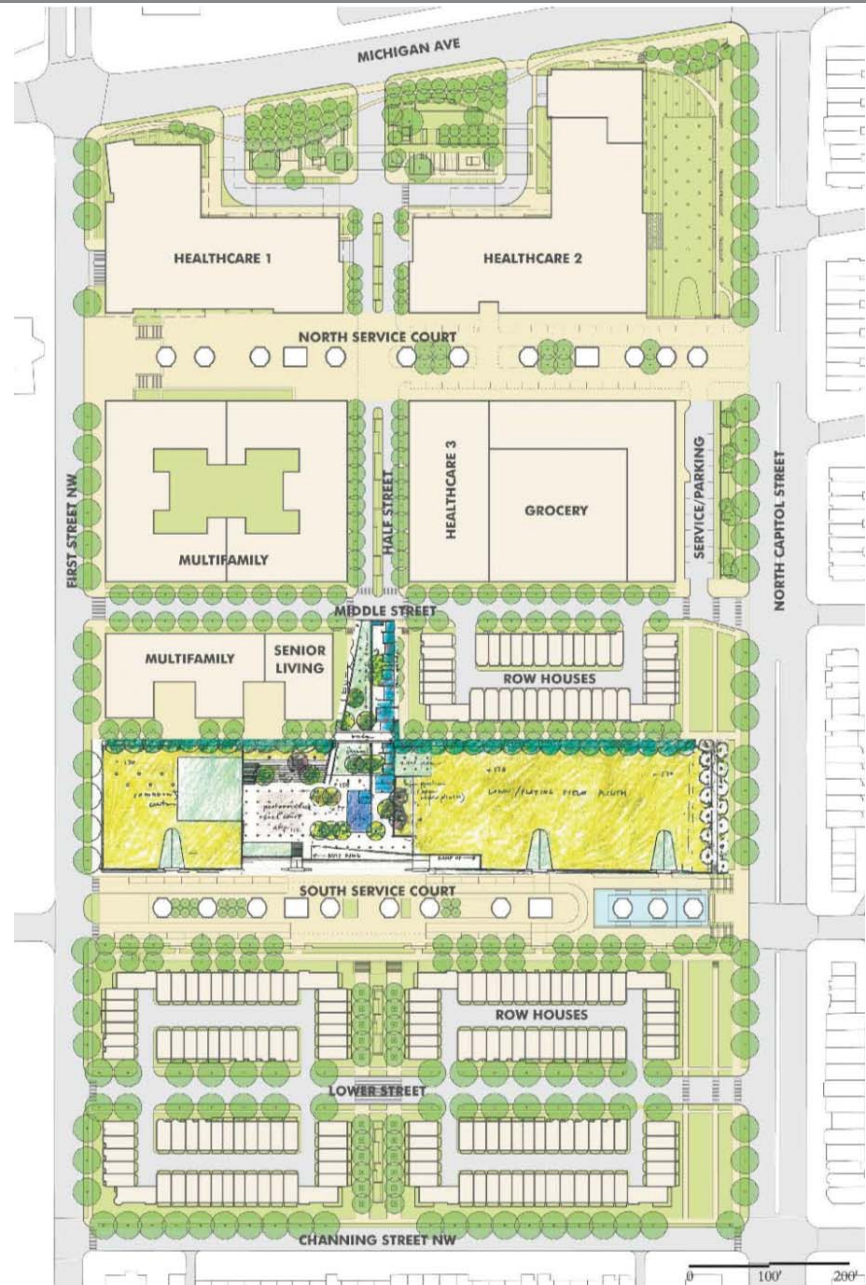 MICHIGAN AVE
HEALTHCARE 1
HEALTHCARE 2
NORTH SERVICE COURT
FIRST STREET NW
MULTIFAMILY
HALF STREET
HEALTHCARE 3
GROCERY
SERVICE/PARKING
NORTH CAPITOL STREET
MIDDLE STREET
MULTIFAMILY
SENIOR
LIVING
ROW HOUSES
SOUTH SERVICE COURT
ROW HOUSES
LOWER STREET
CHANNING STREET NW
0 100' 200'